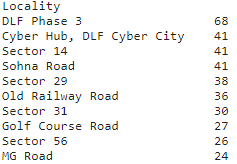 Locality
DLF Phase 3 68
Cyber Hub, DLF Cyber City 41
Sector 14 41
Sohna Road 41
Sector 29 38
Old Railway Road 36
Sector 31 30
Golf Course Road 27
Sector 56 26
MG Road 24